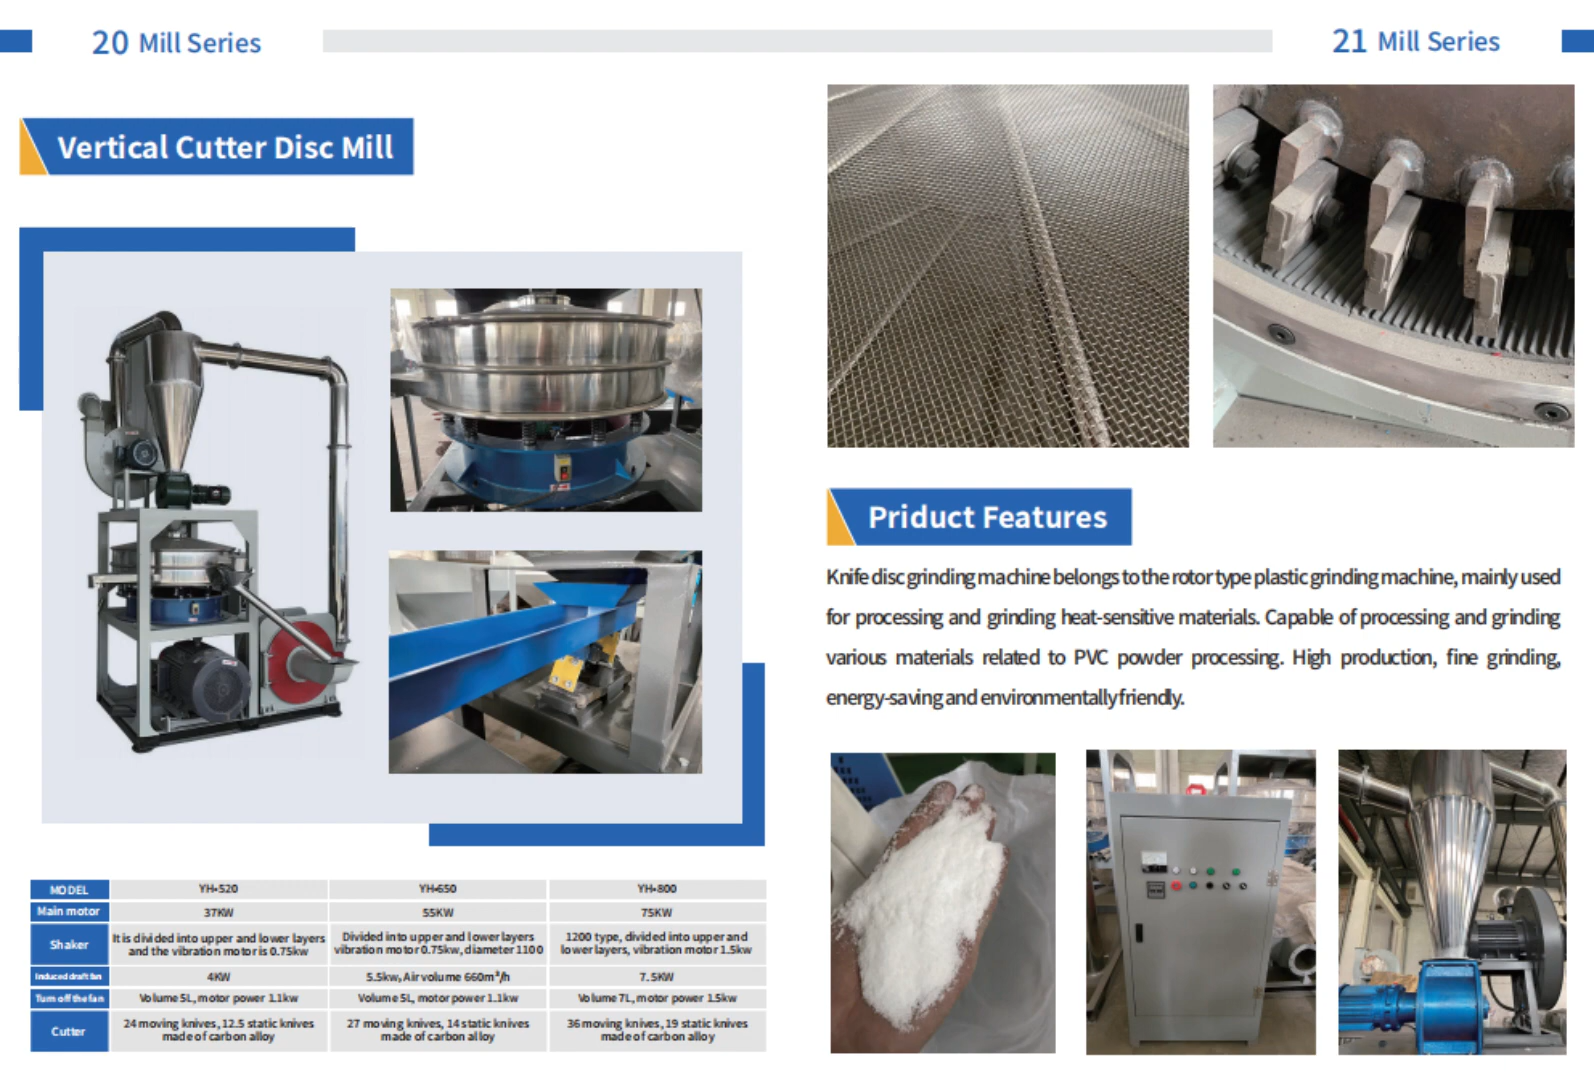 20 Mill Series
21 Mill Series
Vertical Cutter Disc Mill
MODEL YH-520 YH-650 YH-800
Main motor 37KW 55KW 75KW
Shaker
It is divided into upper and lower layers
and the vibration motor is 0.75kw
Divided into upper and lower layers
vibration motor 0.75kw, diameter 1100
1200 type, divided into upper and
lower layers, vibration motor 1.5kw
Induced draft fan 4KW 5.5kw, Air volume 660m³/h 7.5KW
Turn off the fan Volume 5L, motor power 1.1kw Volume 5L, motor power 1.1kw Volume 7L, motor power 1.5kw
Cutter
24 moving knives, 12.5 static knives
made of carbon alloy
27 moving knives, 14 static knives
made of carbon alloy
36 moving knives, 19 static knives
made of carbon alloy
Priduct Features
Knife disc grinding machine belongs to the rotor type plastic grinding machine, mainly used
for processing and grinding heat-sensitive materials. Capable of processing and grinding
various materials related to PVC powder processing. High production, fine grinding,
energy-saving and environmentally friendly.